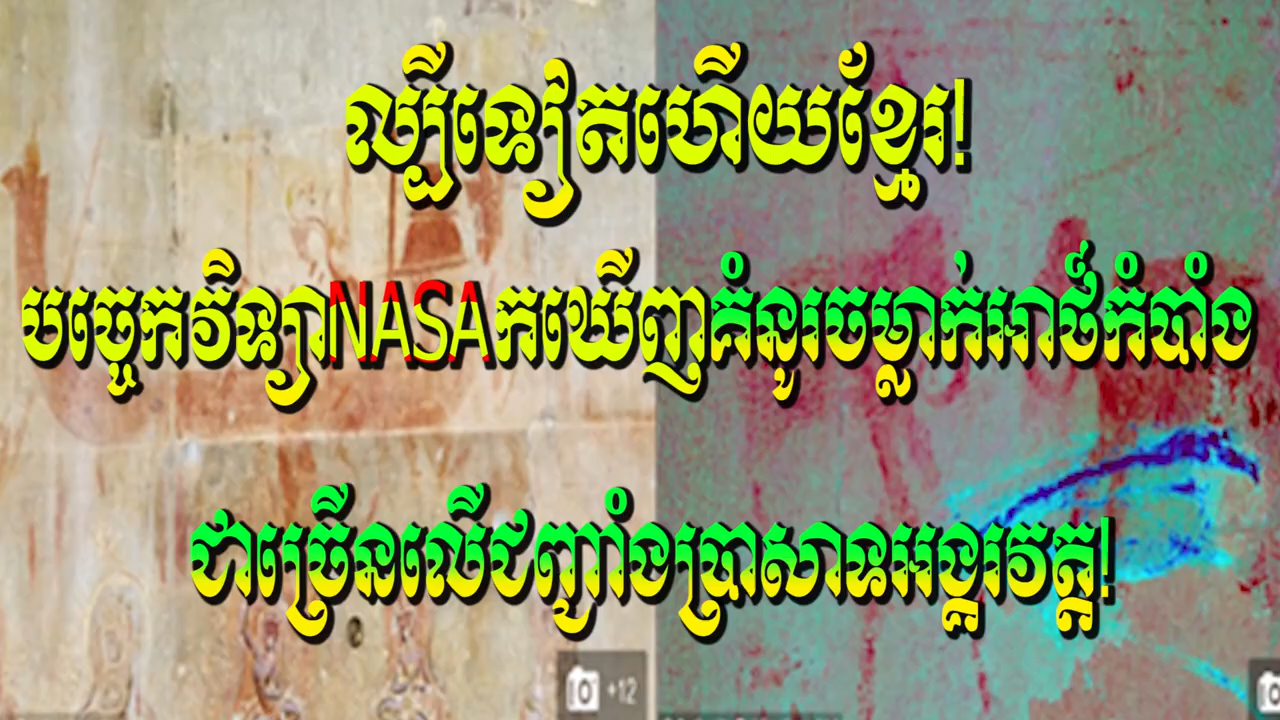 ល្បីទៀតហើយខ្មែរ!
បច្ចេកវិទ្យាNASAកឃើញគំនូរចម្លាក់អាថ៌កំបាំង
ជាច្រើនលើជញ្ជាំងប្រាសាទអង្គរវត្ត!
+12